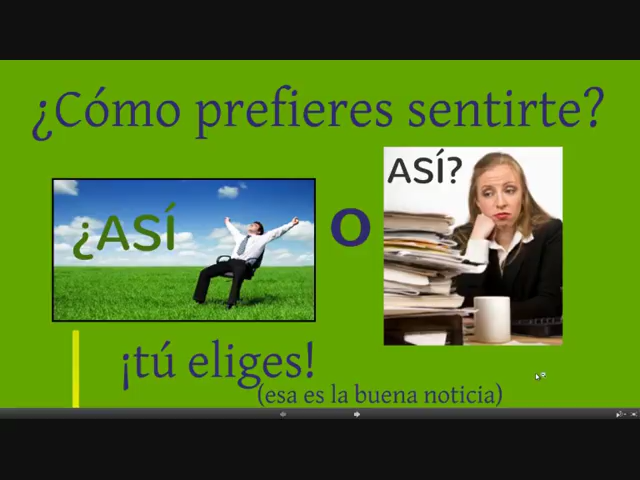 ¿Cómo prefieres sentirte?
¿ASÍ
O
ASÍ?
¡tú eliges!
(esa es la buena noticia)